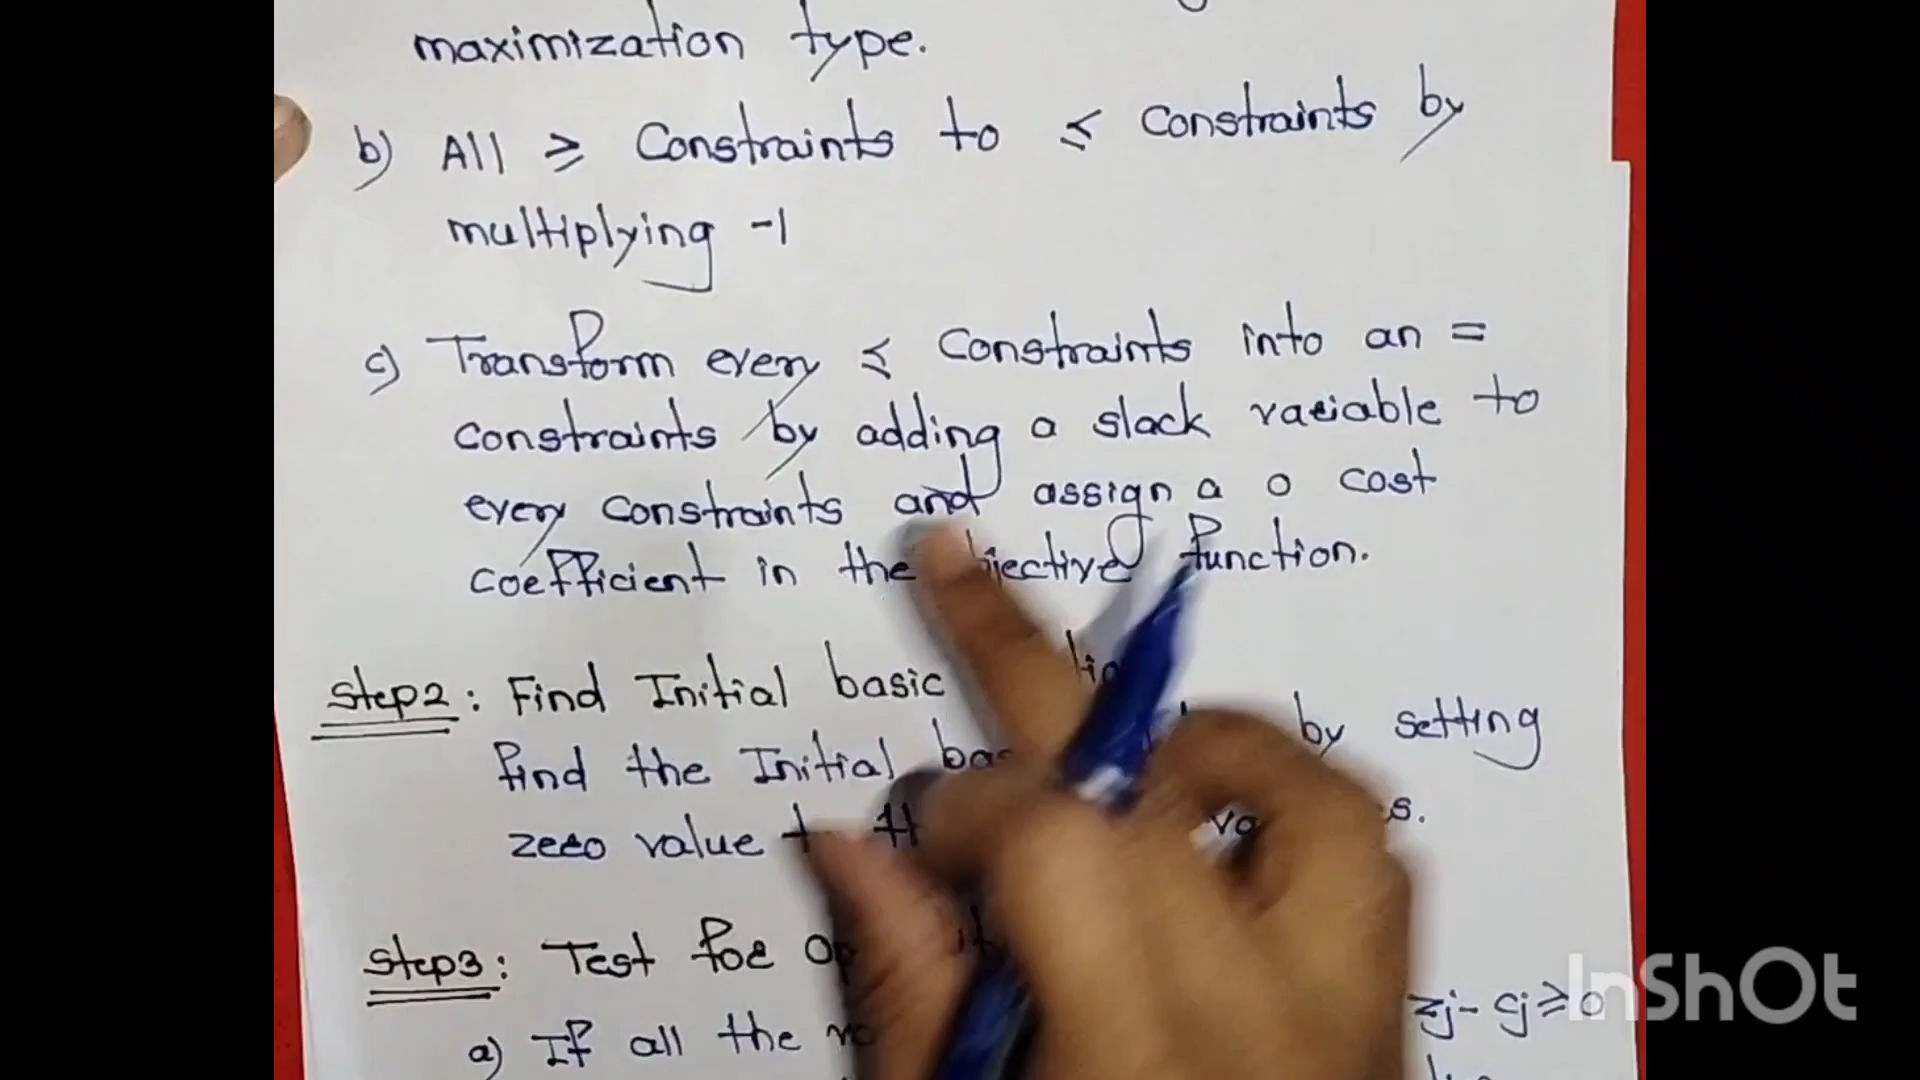 maximization type.
b) All ≥ constraints to ≤ constraints by
multiplying -1
c) Transform every ≤ constraints into an =
constraints by adding a slack variable to
every constraints and assign a 0 cost
coefficient in the function.
Step2: Find Initial basic
find the Initial by setting
zero value
Step3: Test for
a) If all the zj - cj ≥ 0
InShOt